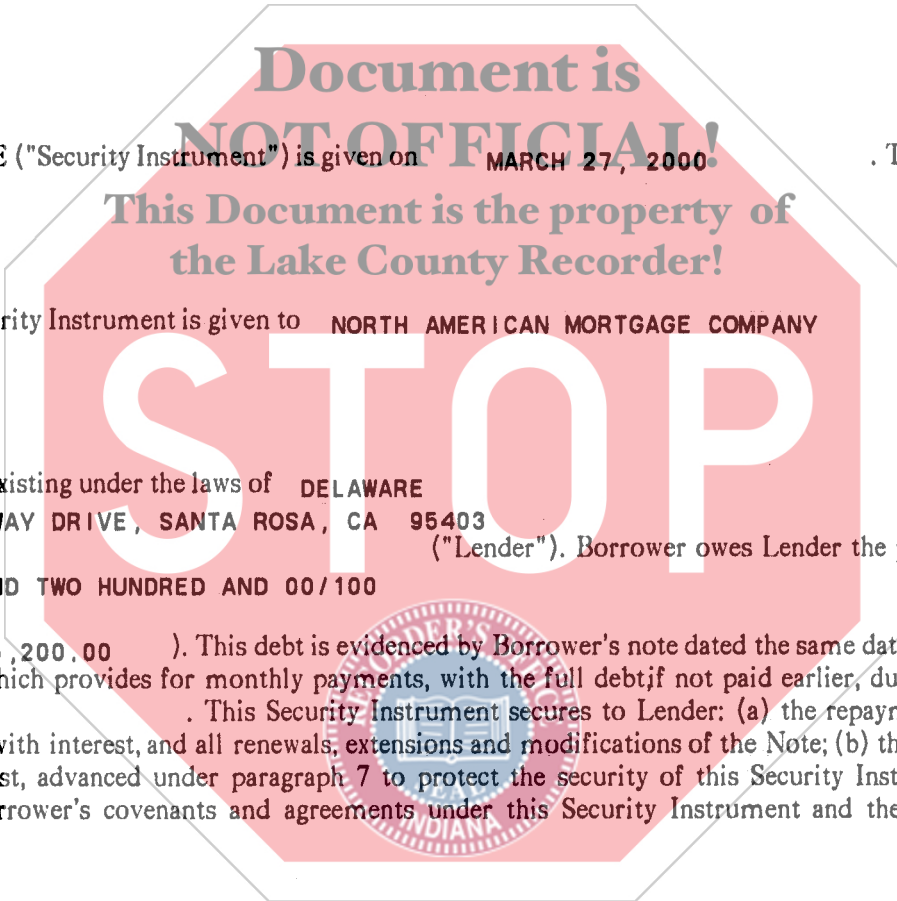 Document is
NOT OFFICIAL!
E ("Security Instrument") is given on MARCH 27, 2000 . T
This Document is the property of
the Lake County Recorder!
rity Instrument is given to NORTH AMERICAN MORTGAGE COMPANY
STOP
xisting under the laws of DELAWARE
WAY DRIVE, SANTA ROSA, CA 95403
("Lender"). Borrower owes Lender the
D TWO HUNDRED AND 00/100
,200.00 ). This debt is evidenced by Borrower's note dated the same dat
hich provides for monthly payments, with the full debt,if not paid earlier, du
. This Security Instrument secures to Lender: (a) the repayn
with interest, and all renewals, extensions and modifications of the Note; (b) th
st, advanced under paragraph 7 to protect the security of this Security Inst
rrower's covenants and agreements under this Security Instrument and the
RECORDER'S OFFICE
SEAL
INDIANA